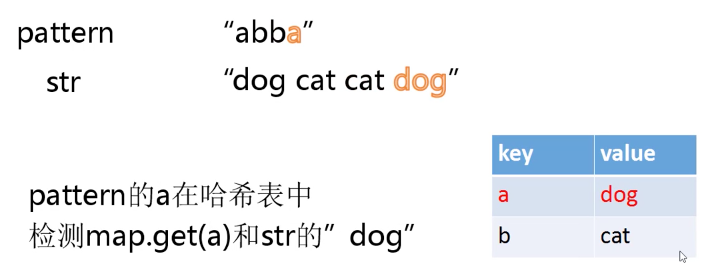 pattern “abba”
str “dog cat cat dog”
pattern的a在哈希表中
检测map.get(a)和str的”dog”
key value
a dog
b cat